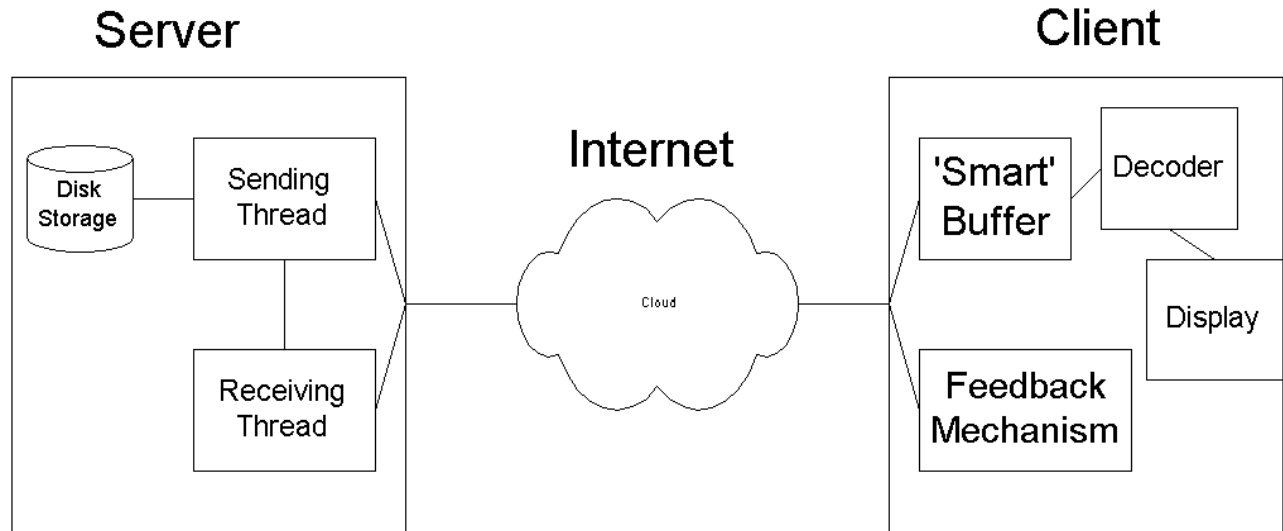 Server
Client
Internet
Disk
Storage
Sending
Thread
Receiving
Thread
Cloud
'Smart'
Buffer
Decoder
Display
Feedback
Mechanism